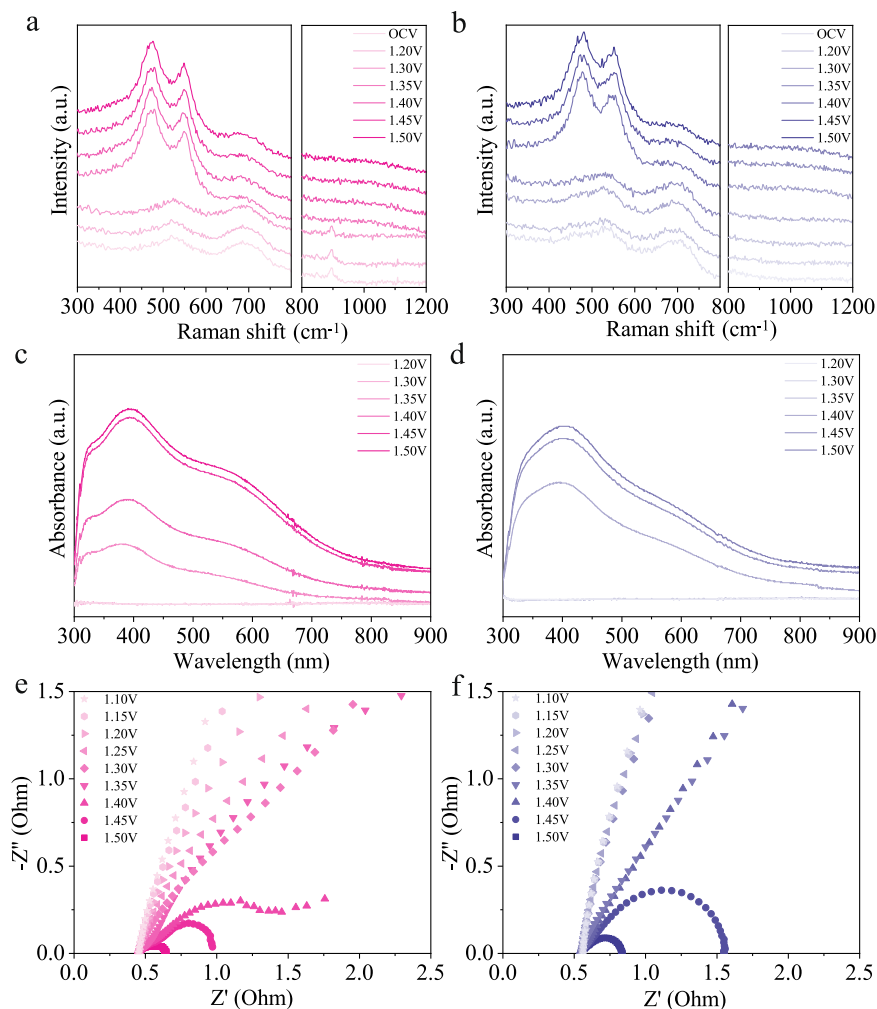 a
OCV
1.20V
1.30V
1.35V
1.40V
1.45V
1.50V
Intensity (a.u.)
300 400 500 600 700 800 1000 1200
Raman shift (cm⁻¹)
b
OCV
1.20V
1.30V
1.35V
1.40V
1.45V
1.50V
Intensity (a.u.)
300 400 500 600 700 800 1000 1200
Raman shift (cm⁻¹)
c
1.20V
1.30V
1.35V
1.40V
1.45V
1.50V
Absorbance (a.u.)
300 400 500 600 700 800 900
Wavelength (nm)
d
1.20V
1.30V
1.35V
1.40V
1.45V
1.50V
Absorbance (a.u.)
300 400 500 600 700 800 900
Wavelength (nm)
e
1.10V
1.15V
1.20V
1.25V
1.30V
1.35V
1.40V
1.45V
1.50V
-Z" (Ohm)
1.5
1.0
0.5
0.0
0.0 0.5 1.0 1.5 2.0 2.5
Z' (Ohm)
f
1.10V
1.15V
1.20V
1.25V
1.30V
1.35V
1.40V
1.45V
1.50V
-Z" (Ohm)
1.5
1.0
0.5
0.0
0.0 0.5 1.0 1.5 2.0 2.5
Z' (Ohm)